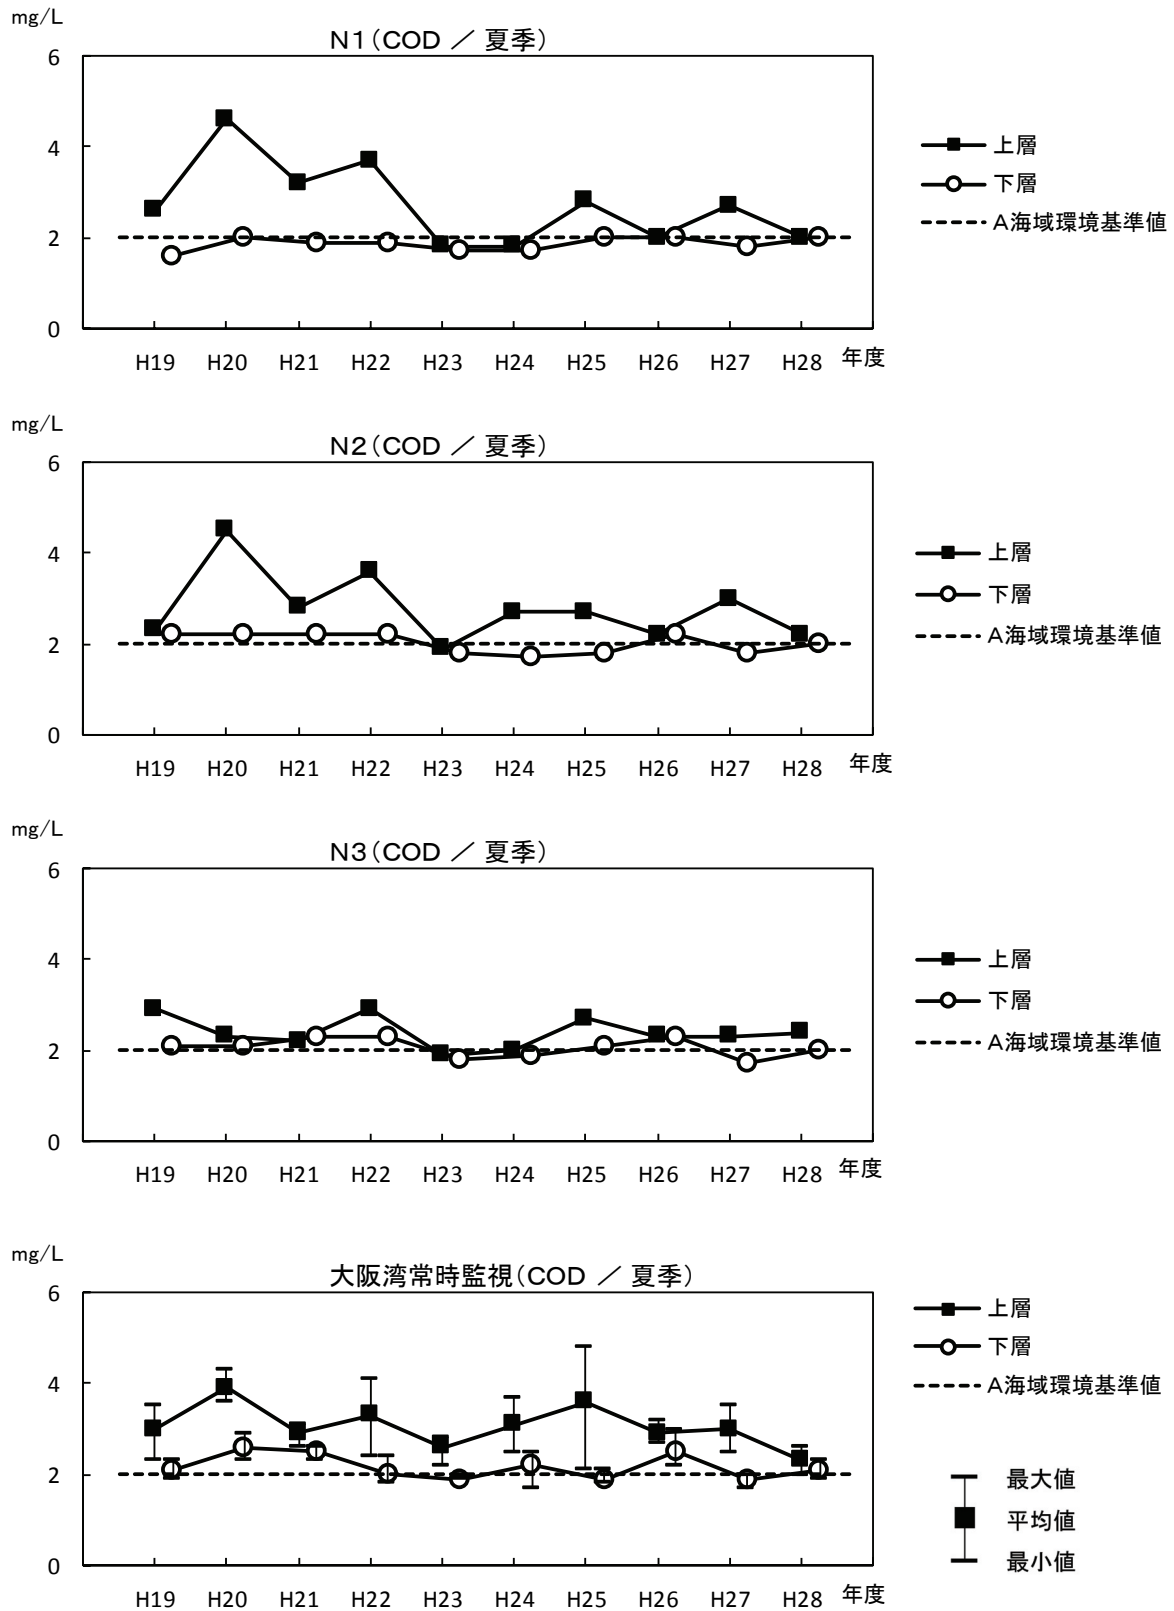 mg/L
N1(COD ／ 夏季)
6
4
2
0
H19 H20 H21 H22 H23 H24 H25 H26 H27 H28 年度
上層
下層
A海域環境基準値
mg/L
N2(COD ／ 夏季)
6
4
2
0
H19 H20 H21 H22 H23 H24 H25 H26 H27 H28 年度
上層
下層
A海域環境基準値
mg/L
N3(COD ／ 夏季)
6
4
2
0
H19 H20 H21 H22 H23 H24 H25 H26 H27 H28 年度
上層
下層
A海域環境基準値
mg/L
大阪湾常時監視(COD ／ 夏季)
6
4
2
0
H19 H20 H21 H22 H23 H24 H25 H26 H27 H28 年度
上層
下層
A海域環境基準値
最大値
平均値
最小値